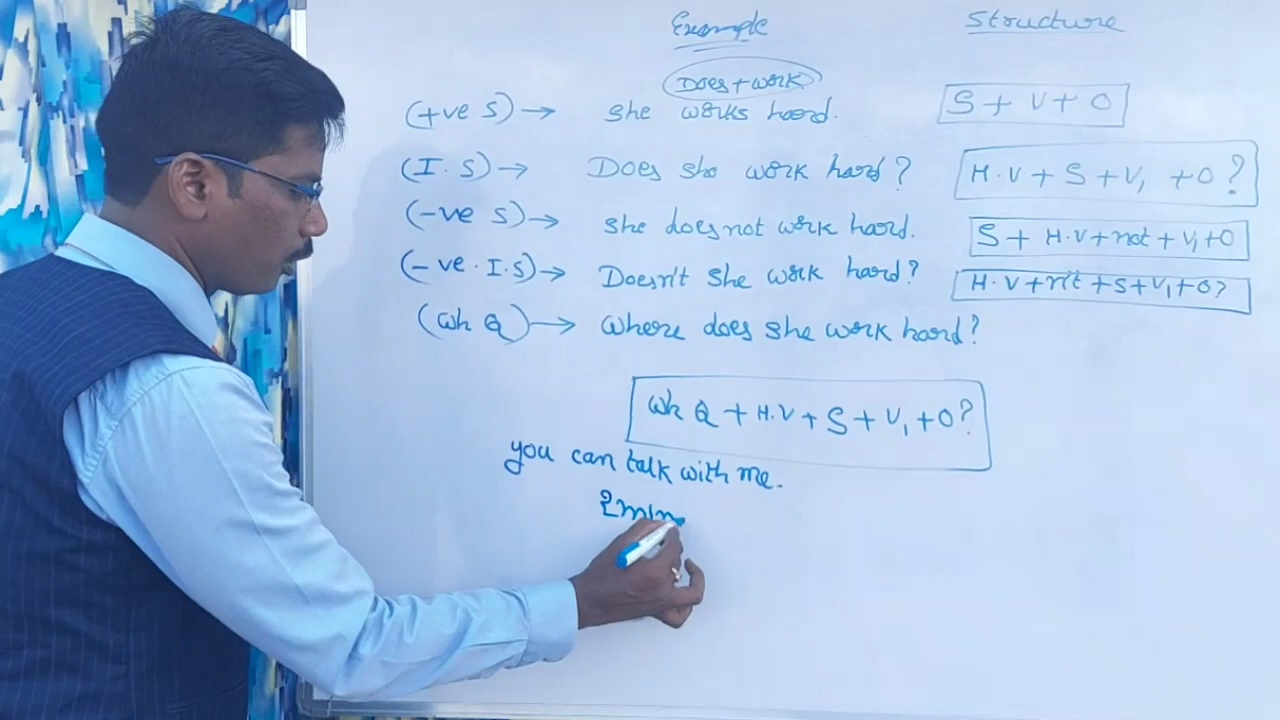 Example Structure
Does + work
(+ve S) → She works hard. S + V + O
(I. S) → Does she work hard? H.V + S + V1 + O?
(-ve S) → She does not work hard. S + H.V + not + V1 + O
(-ve. I. S) → Doesn't she work hard? H.V + n't + S + V1 + O?
(Wh Q) → Where does she work hard?
Wh Q + H.V + S + V1 + O?
you can talk with me.